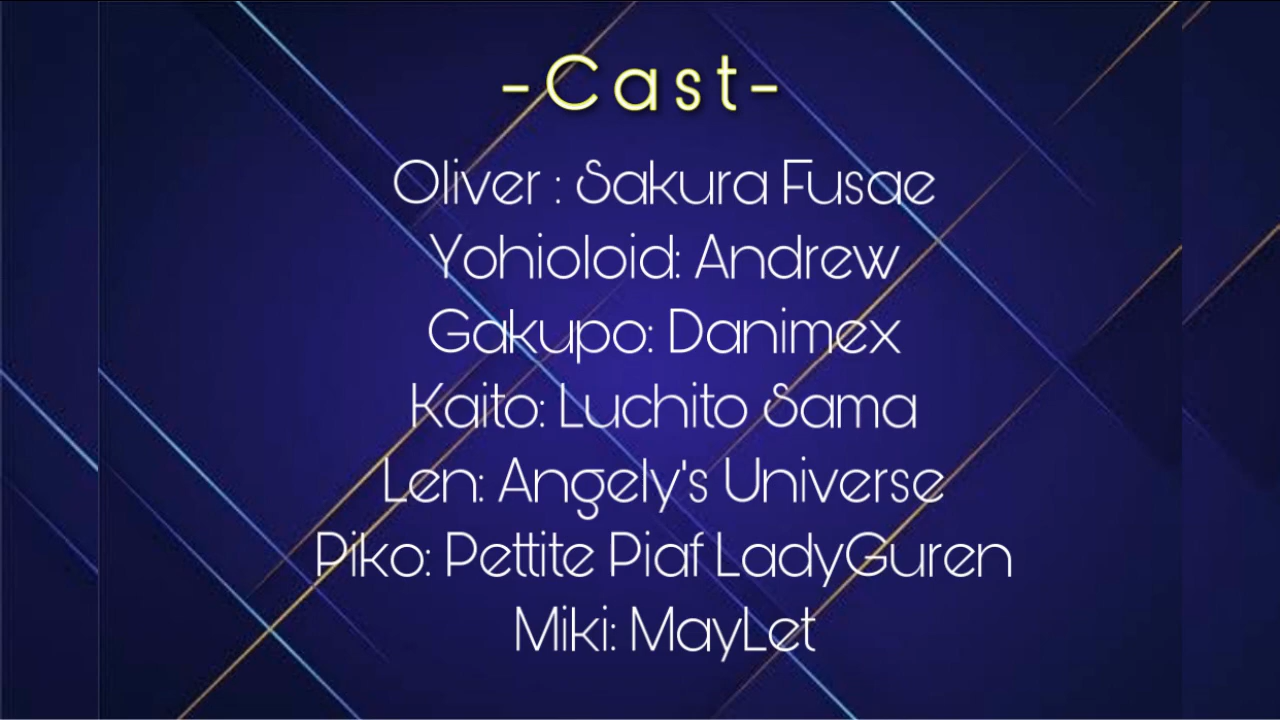 -Cast-
Oliver : Sakura Fusae
Yohioloid: Andrew
Gakupo: Danimex
Kaito: Luchito Sama
Len: Angely's Universe
Piko: Pettite Piaf LadyGuren
Miki: MayLet